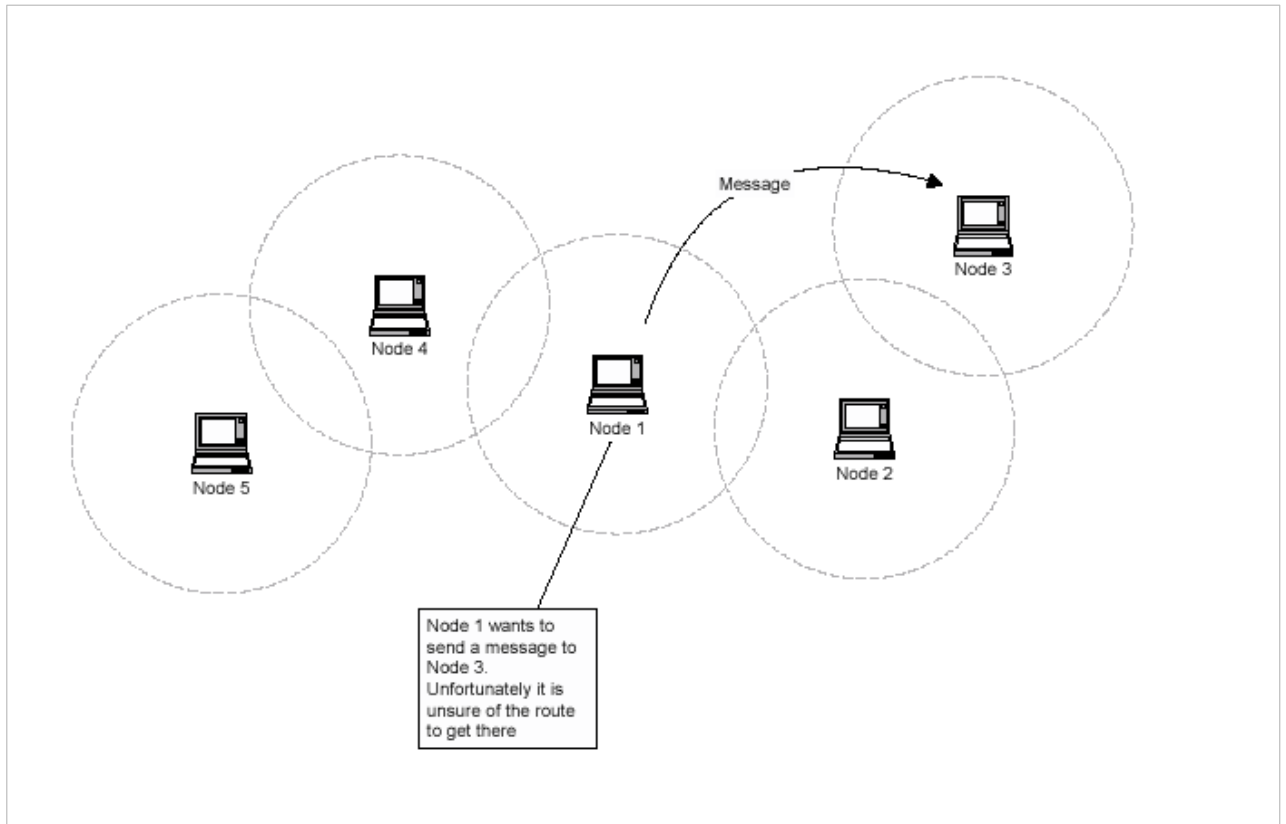 Message
Node 3
Node 4
Node 1
Node 2
Node 5
Node 1 wants to
send a message to
Node 3.
Unfortunately it is
unsure of the route
to get there